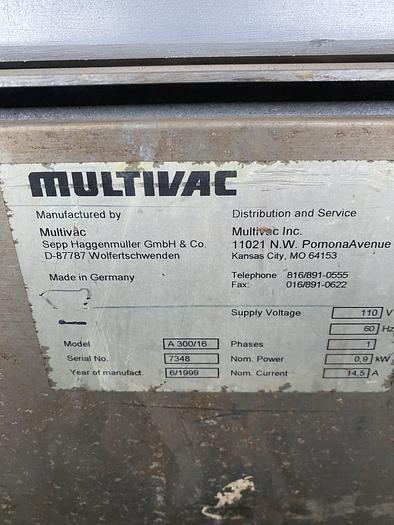 MULTIVAC
Manufactured by
Multivac
Sepp Haggenmüller GmbH & Co.
D-87787 Wolfertschwenden
Made in Germany
Distribution and Service
Multivac Inc.
11021 N.W. PomonaAvenue
Kansas City, MO 64153
Telephone 816/891-0555
Fax: 016/891-0622
Supply Voltage 110 V
60 Hz
Model A 300/16 Phases 1
Serial No. 7348 Nom. Power 0,9 kW
Year of manufact. 6/1999 Nom. Current 14,5 A